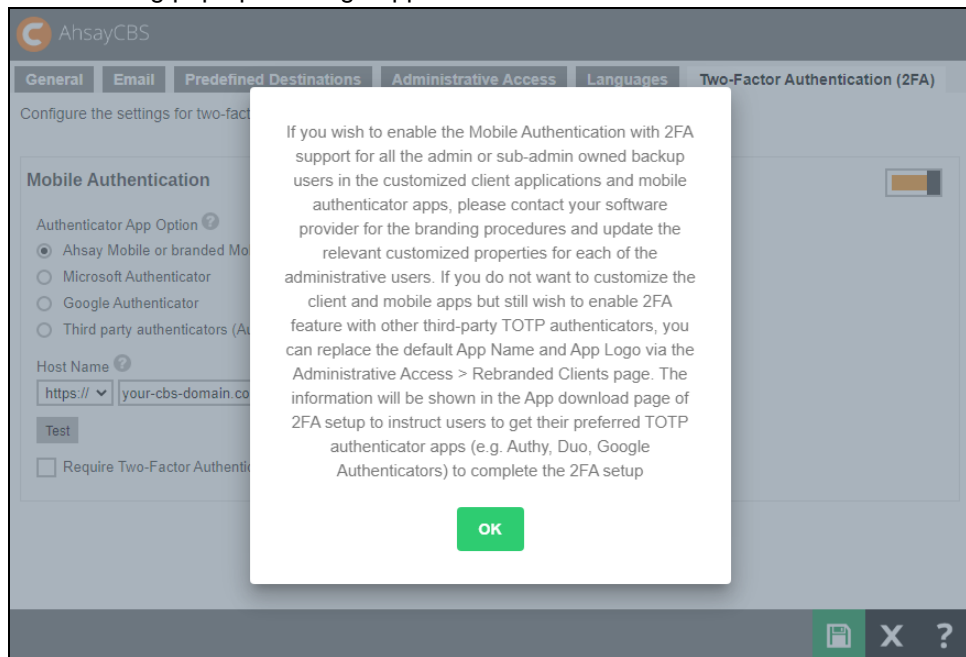 AhsayCBS
General Email Predefined Destinations Administrative Access Languages Two-Factor Authentication (2FA)
Configure the settings for two-fact
Mobile Authentication
Authenticator App Option ?
Ahsay Mobile or branded Mo
Microsoft Authenticator
Google Authenticator
Third party authenticators (Au
Host Name ?
https:// your-cbs-domain.co
Test
Require Two-Factor Authentic
If you wish to enable the Mobile Authentication with 2FA
support for all the admin or sub-admin owned backup
users in the customized client applications and mobile
authenticator apps, please contact your software
provider for the branding procedures and update the
relevant customized properties for each of the
administrative users. If you do not want to customize the
client and mobile apps but still wish to enable 2FA
feature with other third-party TOTP authenticators, you
can replace the default App Name and App Logo via the
Administrative Access > Rebranded Clients page. The
information will be shown in the App download page of
2FA setup to instruct users to get their preferred TOTP
authenticator apps (e.g. Authy, Duo, Google
Authenticators) to complete the 2FA setup
OK
X ?